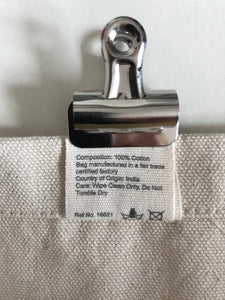 Composition: 100% Cotton
Bag manufactured in a fair trade
certified factory
Country of Origin: India
Care: Wipe Clean Only, Do Not
Tumble Dry
Ref No. 16621